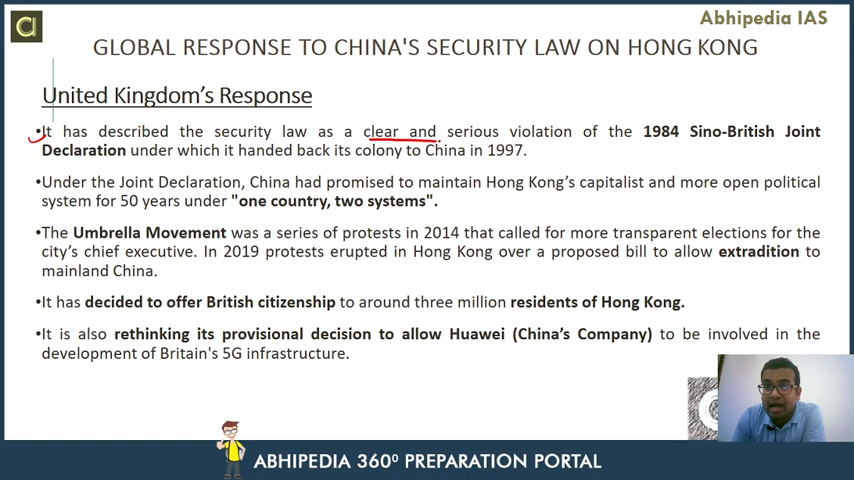 Abhipedia IAS
GLOBAL RESPONSE TO CHINA'S SECURITY LAW ON HONG KONG
United Kingdom's Response
•It has described the security law as a clear and serious violation of the 1984 Sino-British Joint
Declaration under which it handed back its colony to China in 1997.
•Under the Joint Declaration, China had promised to maintain Hong Kong's capitalist and more open political
system for 50 years under "one country, two systems".
•The Umbrella Movement was a series of protests in 2014 that called for more transparent elections for the
city's chief executive. In 2019 protests erupted in Hong Kong over a proposed bill to allow extradition to
mainland China.
•It has decided to offer British citizenship to around three million residents of Hong Kong.
•It is also rethinking its provisional decision to allow Huawei (China's Company) to be involved in the
development of Britain's 5G infrastructure.
ABHIPEDIA 360⁰ PREPARATION PORTAL